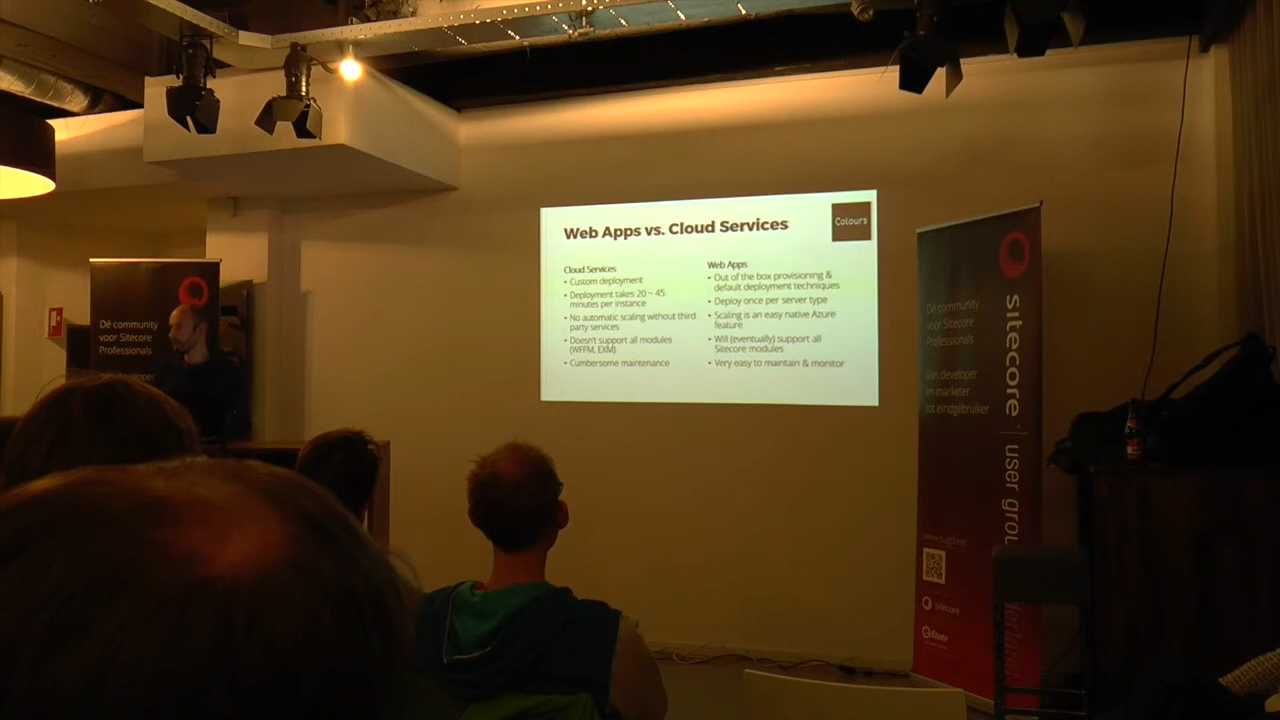 Web Apps vs. Cloud Services
Colours
Cloud Services
• Custom deployment
• Deployment takes 20 ~ 45
minutes per instance
• No automatic scaling without third
party services
• Doesn't support all modules
(WFFM, EXM)
• Cumbersome maintenance
Web Apps
• Out of the box provisioning &
default deployment techniques
• Deploy once per server type
• Scaling is an easy native Azure
feature
• Will (eventually) support all
Sitecore modules
• Very easy to maintain & monitor
Dé community
voor Sitecore
Professionals
Dé community
voor Sitecore
Professionals
Van developer
en marketer
tot eindgebruiker
sitecore | user grou
sitecore